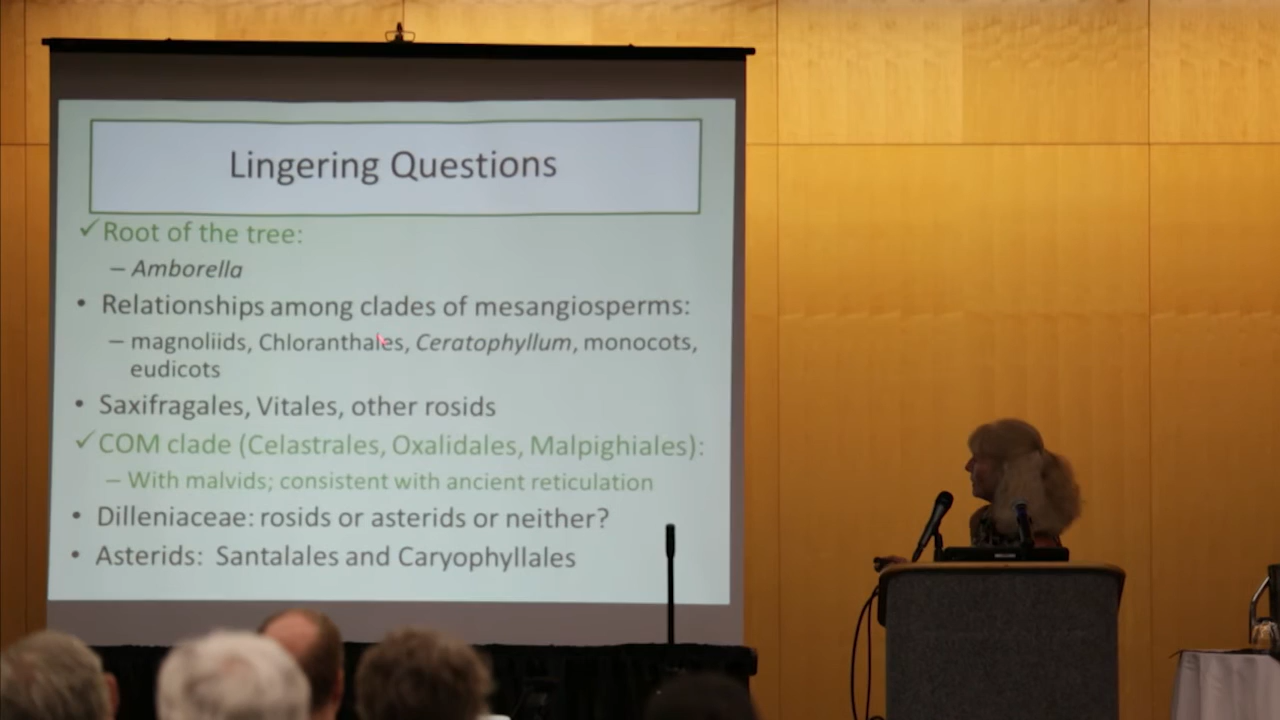 Lingering Questions
✓Root of the tree:
– Amborella
• Relationships among clades of mesangiosperms:
– magnoliids, Chloranthales, Ceratophyllum, monocots,
eudicots
• Saxifragales, Vitales, other rosids
✓COM clade (Celastrales, Oxalidales, Malpighiales):
– With malvids; consistent with ancient reticulation
• Dilleniaceae: rosids or asterids or neither?
• Asterids: Santalales and Caryophyllales